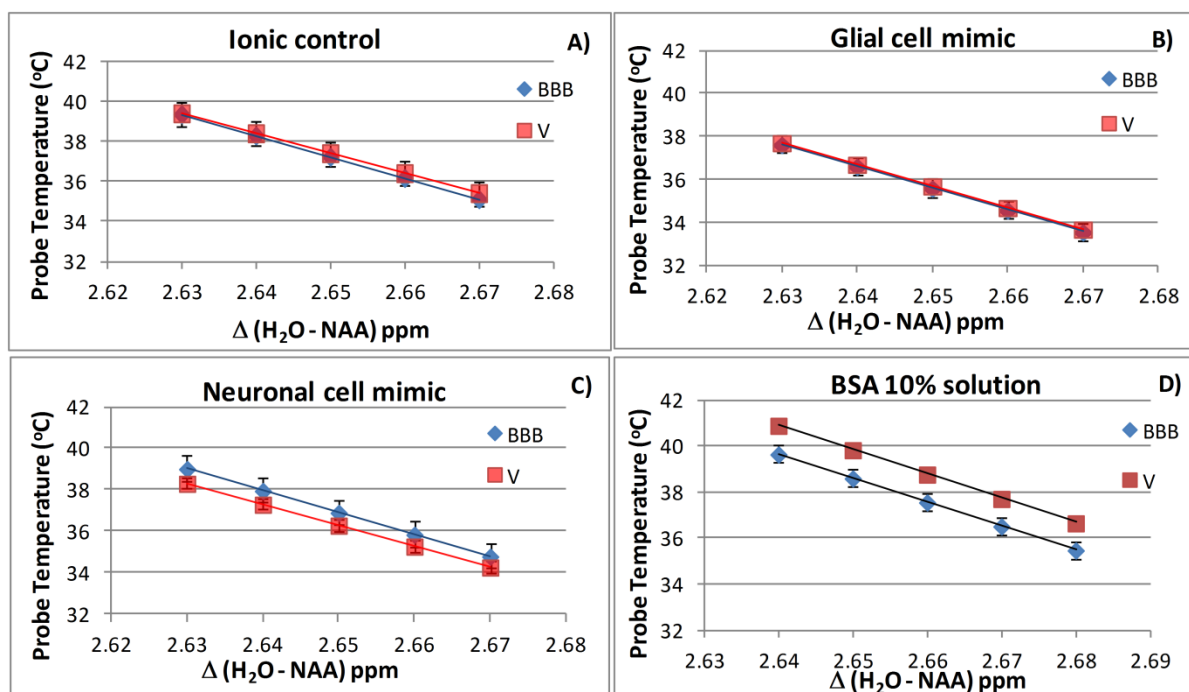 Ionic control
A)
Probe Temperature (oC)
42
40
38
36
34
32
BBB
V
2.62 2.63 2.64 2.65 2.66 2.67 2.68
Δ (H2O - NAA) ppm
Glial cell mimic
B)
Probe Temperature (oC)
42
40
38
36
34
32
BBB
V
2.62 2.63 2.64 2.65 2.66 2.67 2.68
Δ (H2O - NAA) ppm
Neuronal cell mimic
C)
Probe Temperature (oC)
42
40
38
36
34
32
BBB
V
2.62 2.63 2.64 2.65 2.66 2.67 2.68
Δ (H2O - NAA) ppm
BSA 10% solution
D)
Probe Temperature (oC)
42
40
38
36
34
32
BBB
V
2.63 2.64 2.65 2.66 2.67 2.68 2.69
Δ (H2O - NAA) ppm